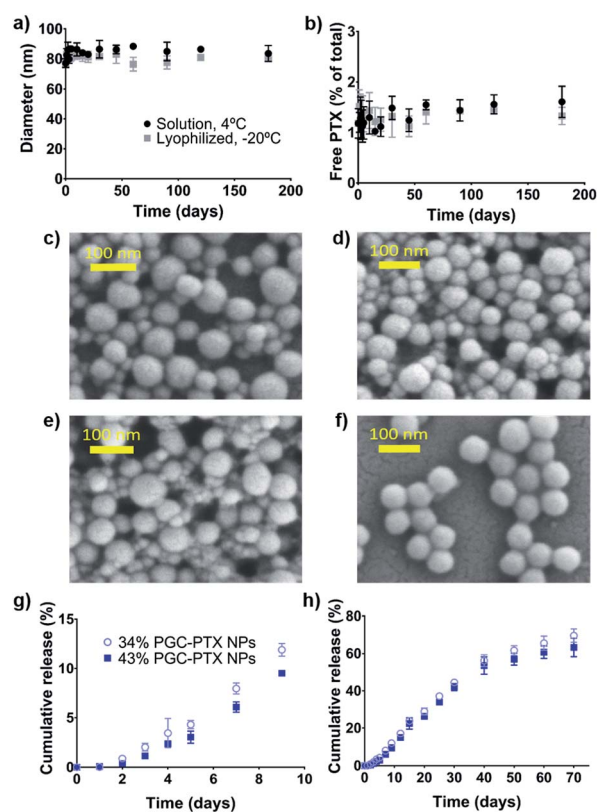 a)
Diameter (nm)
100
80
60
40
20
0
Solution, 4ºC
Lyophilized, -20ºC
0 50 100 150 200
Time (days)
b)
Free PTX (% of total)
3
2
1
0
0 50 100 150 200
Time (days)
c)
100 nm
d)
100 nm
e)
100 nm
f)
100 nm
g)
Cumulative release (%)
15
10
5
0
34% PGC-PTX NPs
43% PGC-PTX NPs
0 2 4 6 8 10
Time (days)
h)
Cumulative release (%)
80
60
40
20
0
0 10 20 30 40 50 60 70
Time (days)